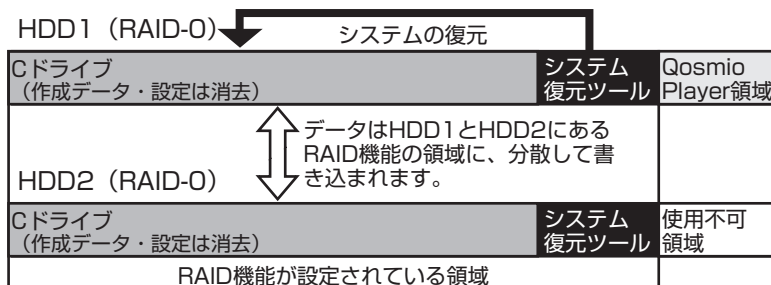 HDD1（RAID-0）
システムの復元
Cドライブ
（作成データ・設定は消去）
システム
復元ツール
Qosmio
Player領域
データはHDD1とHDD2にある
RAID機能の領域に、分散して書
き込まれます。
HDD2（RAID-0）
Cドライブ
（作成データ・設定は消去）
システム
復元ツール
使用不可
領域
RAID機能が設定されている領域